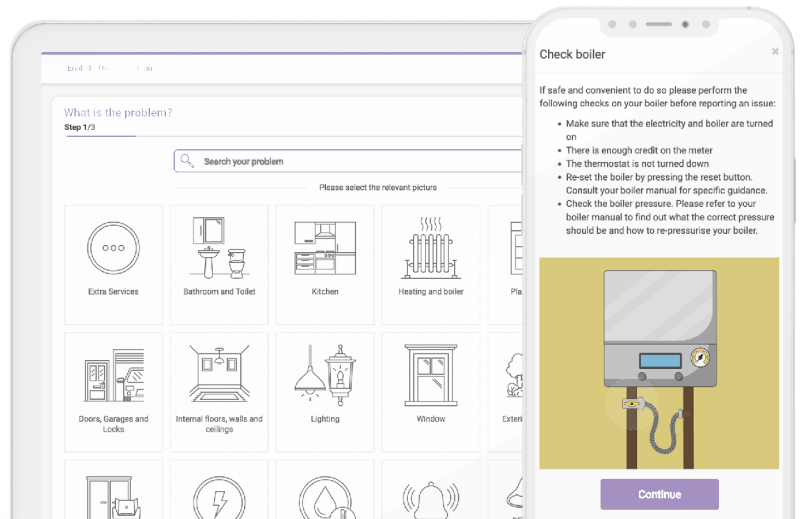 What is the problem?
Step 1/3
Search your problem
Please select the relevant picture
Extra Services
Bathroom and Toilet
Kitchen
Heating and boiler
Doors, Garages and
Locks
Internal floors, walls and
ceilings
Lighting
Window
Check boiler
×
If safe and convenient to do so please perform the
following checks on your boiler before reporting an issue:
• Make sure that the electricity and boiler are turned
on
• There is enough credit on the meter
• The thermostat is not turned down
• Re-set the boiler by pressing the reset button.
Consult your boiler manual for specific guidance.
• Check the boiler pressure. Please refer to your
boiler manual to find out what the correct pressure
should be and how to re-pressurise your boiler.
Continue